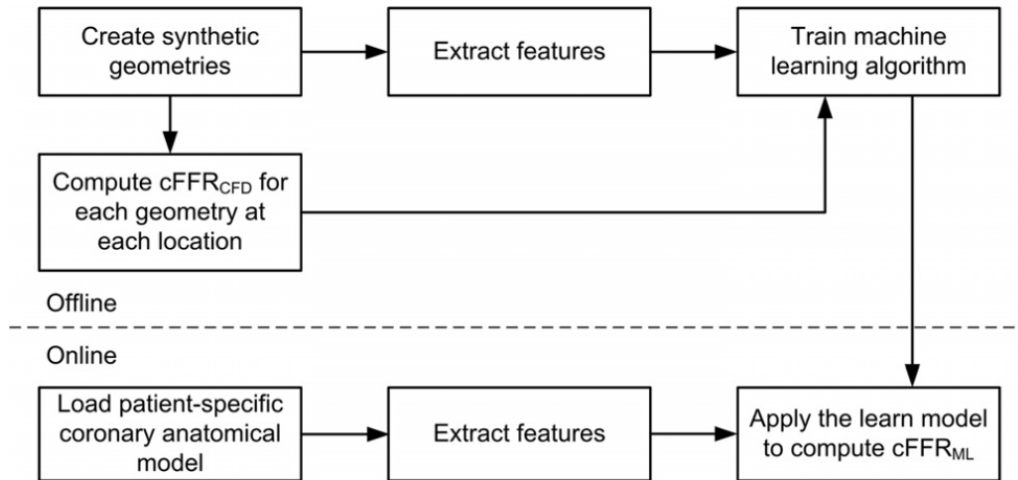 Create synthetic
geometries
Extract features
Train machine
learning algorithm
Compute cFFRCFD for
each geometry at
each location
Offline
Online
Load patient-specific
coronary anatomical
model
Extract features
Apply the learn model
to compute cFFRML